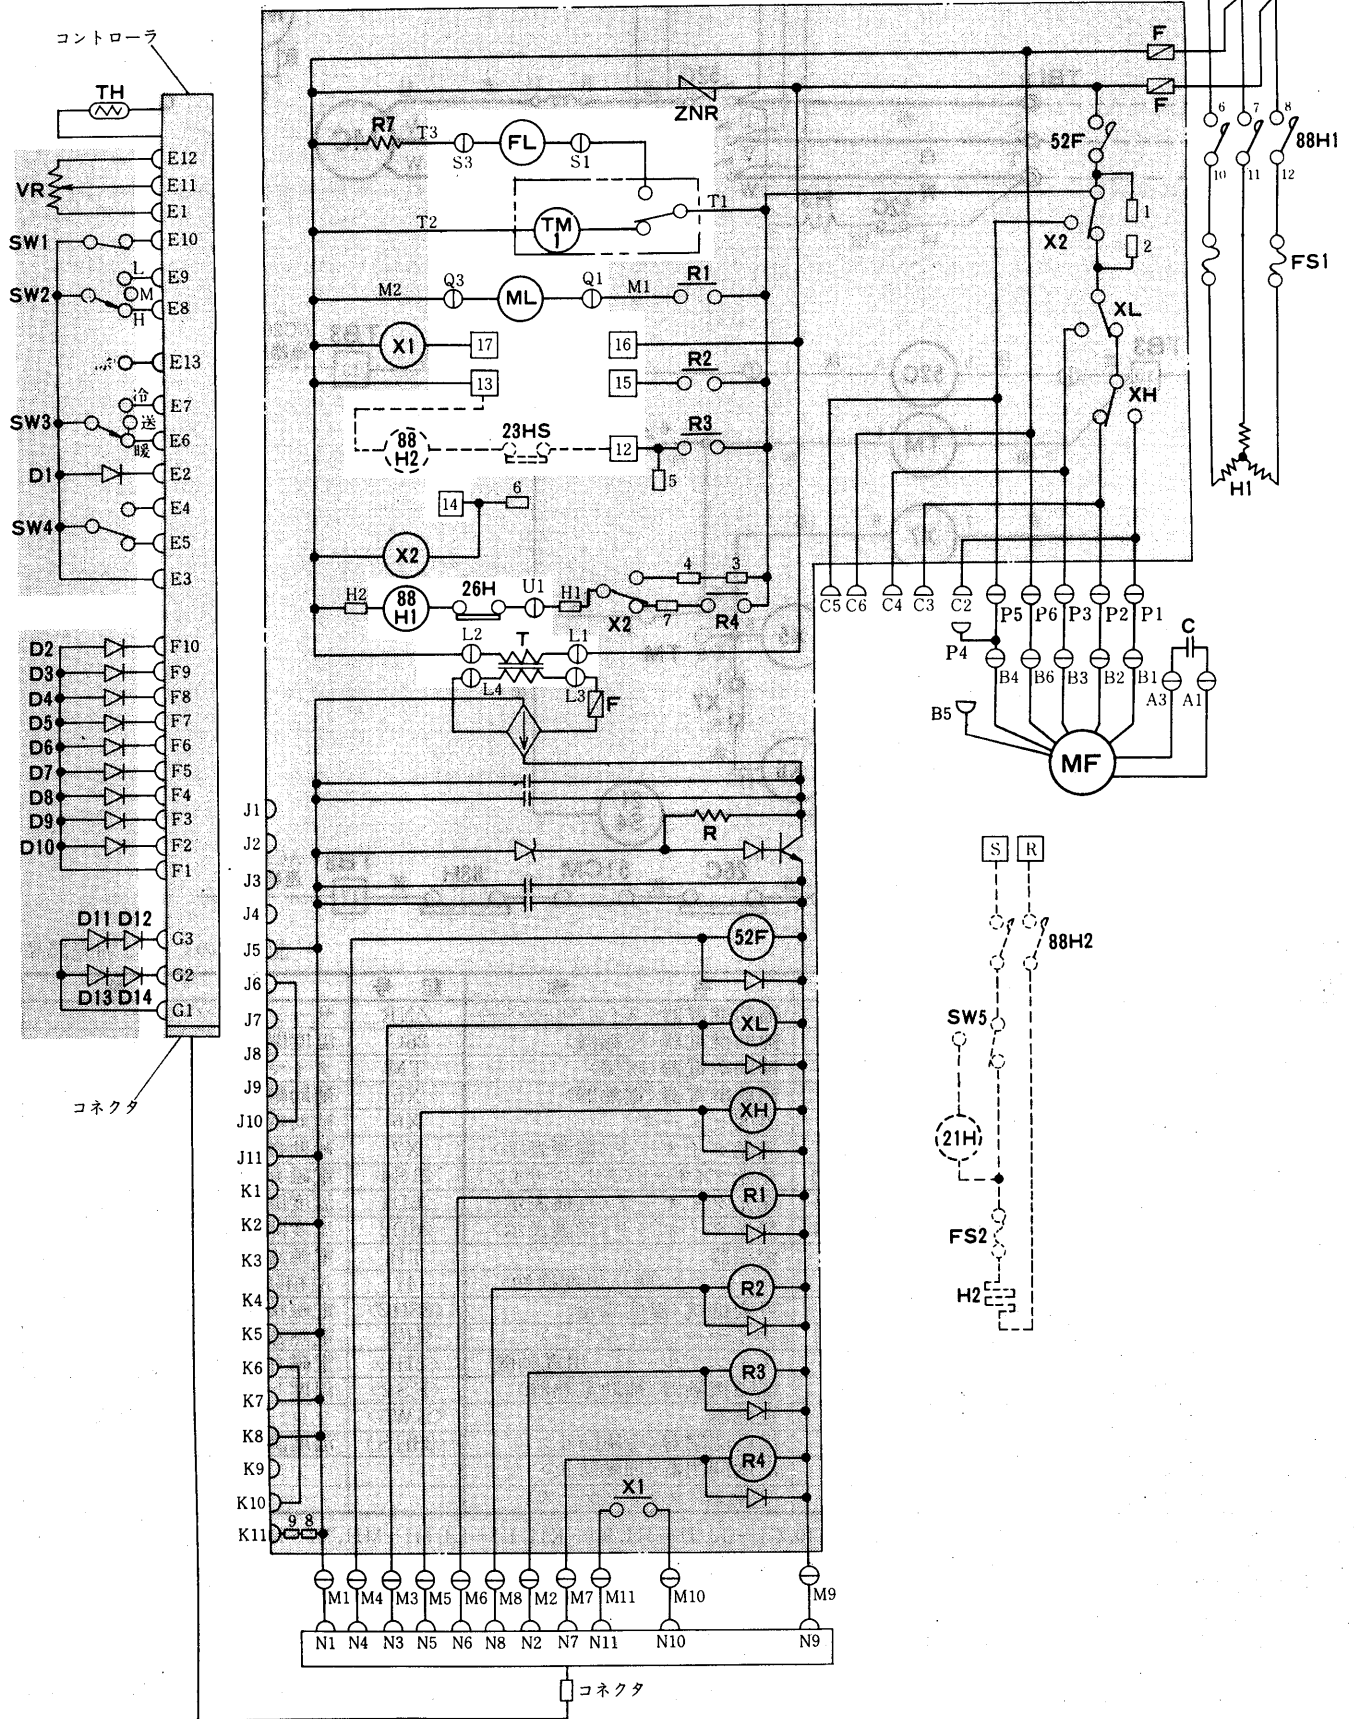 コントローラ
TH
E12
VR
E11
E1
SW1
E10
L
E9
SW2
M
H
E8
E13
冷
E7
SW3
送
E6
暖
D1
E2
E4
SW4
E5
E3
D2
F10
D3
F9
D4
F8
D5
F7
D6
F6
D7
F5
D8
F4
D9
F3
D10
F2
F1
D11
D12
G3
G2
D13
D14
G1
コネクタ
F
F
ZNR
R7
T3
S3
FL
S1
T2
TM
1
T1
M2
Q3
ML
Q1
M1
R1
X1
17
16
13
15
R2
88
H2
23HS
12
R3
5
14
6
X2
H2
88
H1
26H
U1
H1
X2
4
3
7
R4
L2
T
L1
L4
L3
F
52F
1
X2
2
XL
XH
6
7
8
88H1
10
11
12
FS1
H1
C5
C6
C4
C3
C2
P5
P6
P3
P2
P1
P4
C
B4
B6
B3
B2
B1
A3
A1
B5
MF
J1
J2
J3
J4
J5
J6
J7
J8
J9
J10
J11
K1
K2
K3
K4
K5
K6
K7
K8
K9
K10
K11
9
8
R
52F
XL
XH
R1
R2
R3
R4
X1
S
R
88H2
SW5
21H
FS2
H2
M1
M4
M3
M5
M6
M8
M2
M7
M11
M10
M9
N1
N4
N3
N5
N6
N8
N2
N7
N11
N10
N9
コネクタ